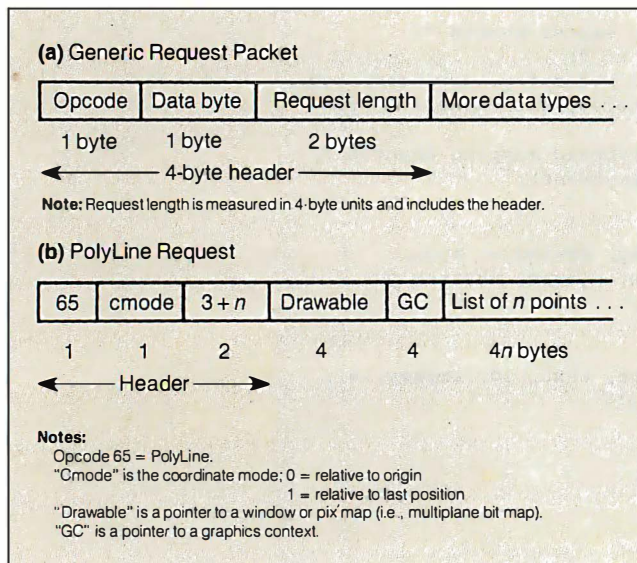 (a) Generic Request Packet
Opcode Data byte Request length More data types . . .
1 byte 1 byte 2 bytes
4-byte header
Note: Request length is measured in 4-byte units and includes the header.
(b) PolyLine Request
65 cmode 3 + n Drawable GC List of n points . . .
1 1 2 4 4 4n bytes
Header
Notes:
Opcode 65 = PolyLine.
"Cmode" is the coordinate mode; 0 = relative to origin
1 = relative to last position
"Drawable" is a pointer to a window or pix map (i.e., multiplane bit map).
"GC" is a pointer to a graphics context.